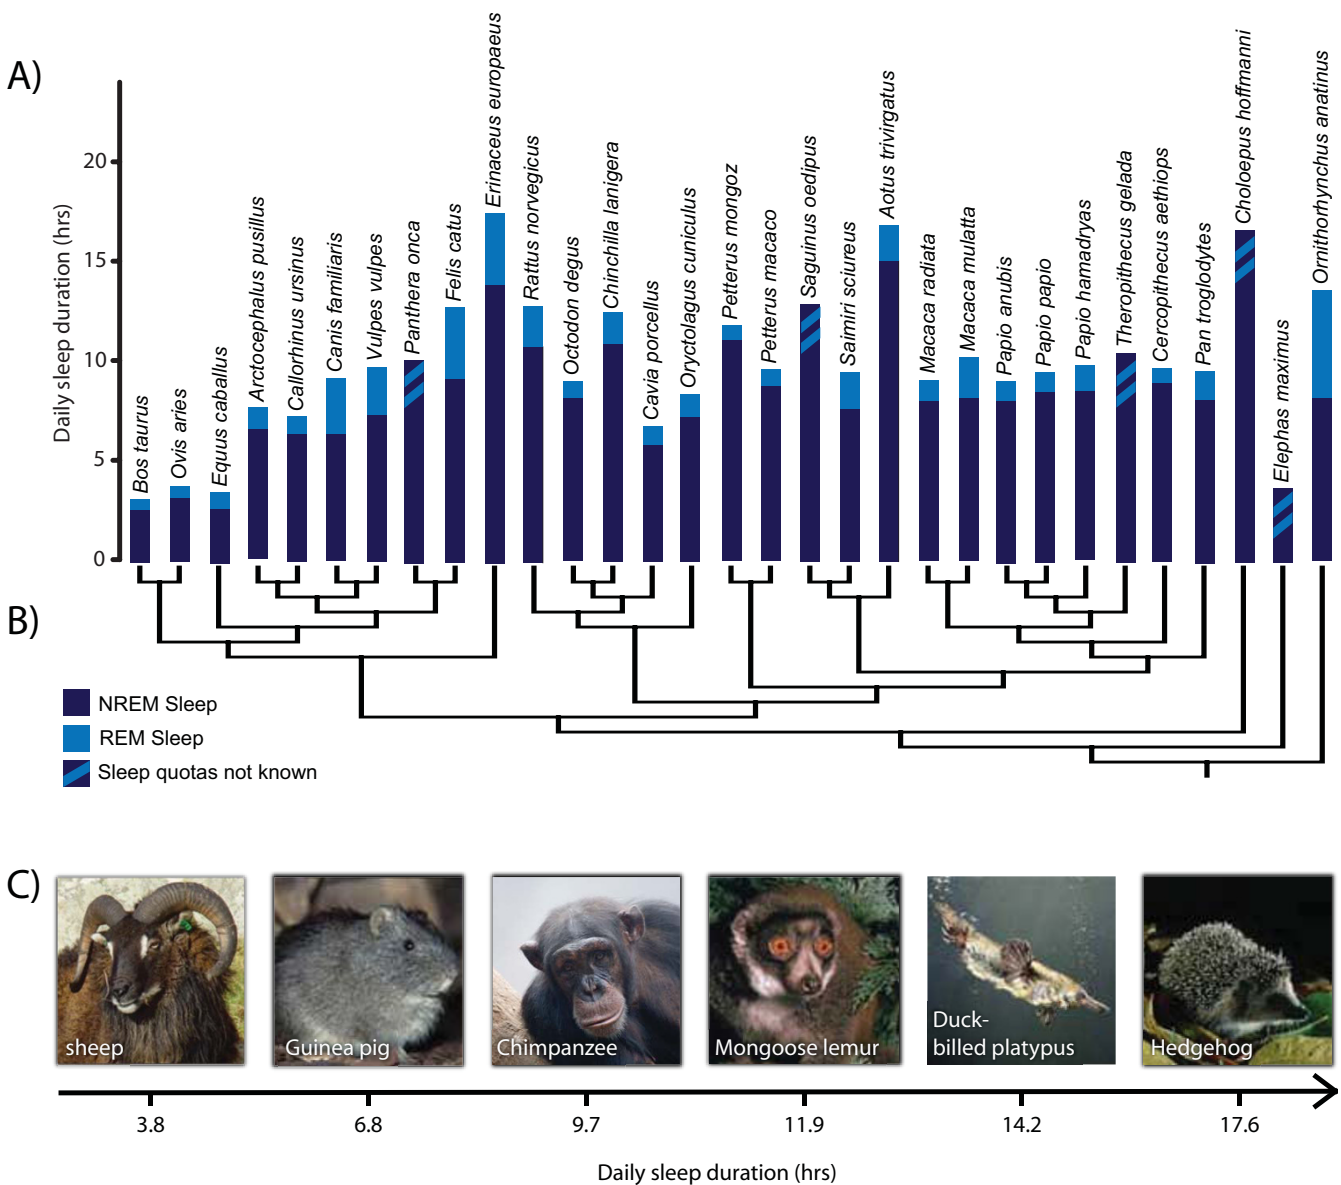 A)
Daily sleep duration (hrs)
20
15
10
5
0
Bos taurus
Ovis aries
Equus caballus
Arctocephalus pusillus
Callorhinus ursinus
Canis familiaris
Vulpes vulpes
Panthera onca
Felis catus
Erinaceus europaeus
Rattus norvegicus
Octodon degus
Chinchilla lanigera
Cavia porcellus
Oryctolagus cuniculus
Petterus mongoz
Petterus macaco
Saguinus oedipus
Saimiri sciureus
Aotus trivirgatus
Macaca radiata
Macaca mulatta
Papio anubis
Papio papio
Papio hamadryas
Theropithecus gelada
Cercopithecus aethiops
Pan troglodytes
Choloepus hoffmanni
Elephas maximus
Ornithorhynchus anatinus
B)
NREM Sleep
REM Sleep
Sleep quotas not known
C)
sheep
Guinea pig
Chimpanzee
Mongoose lemur
Duck-
billed platypus
Hedgehog
3.8
6.8
9.7
11.9
14.2
17.6
Daily sleep duration (hrs)